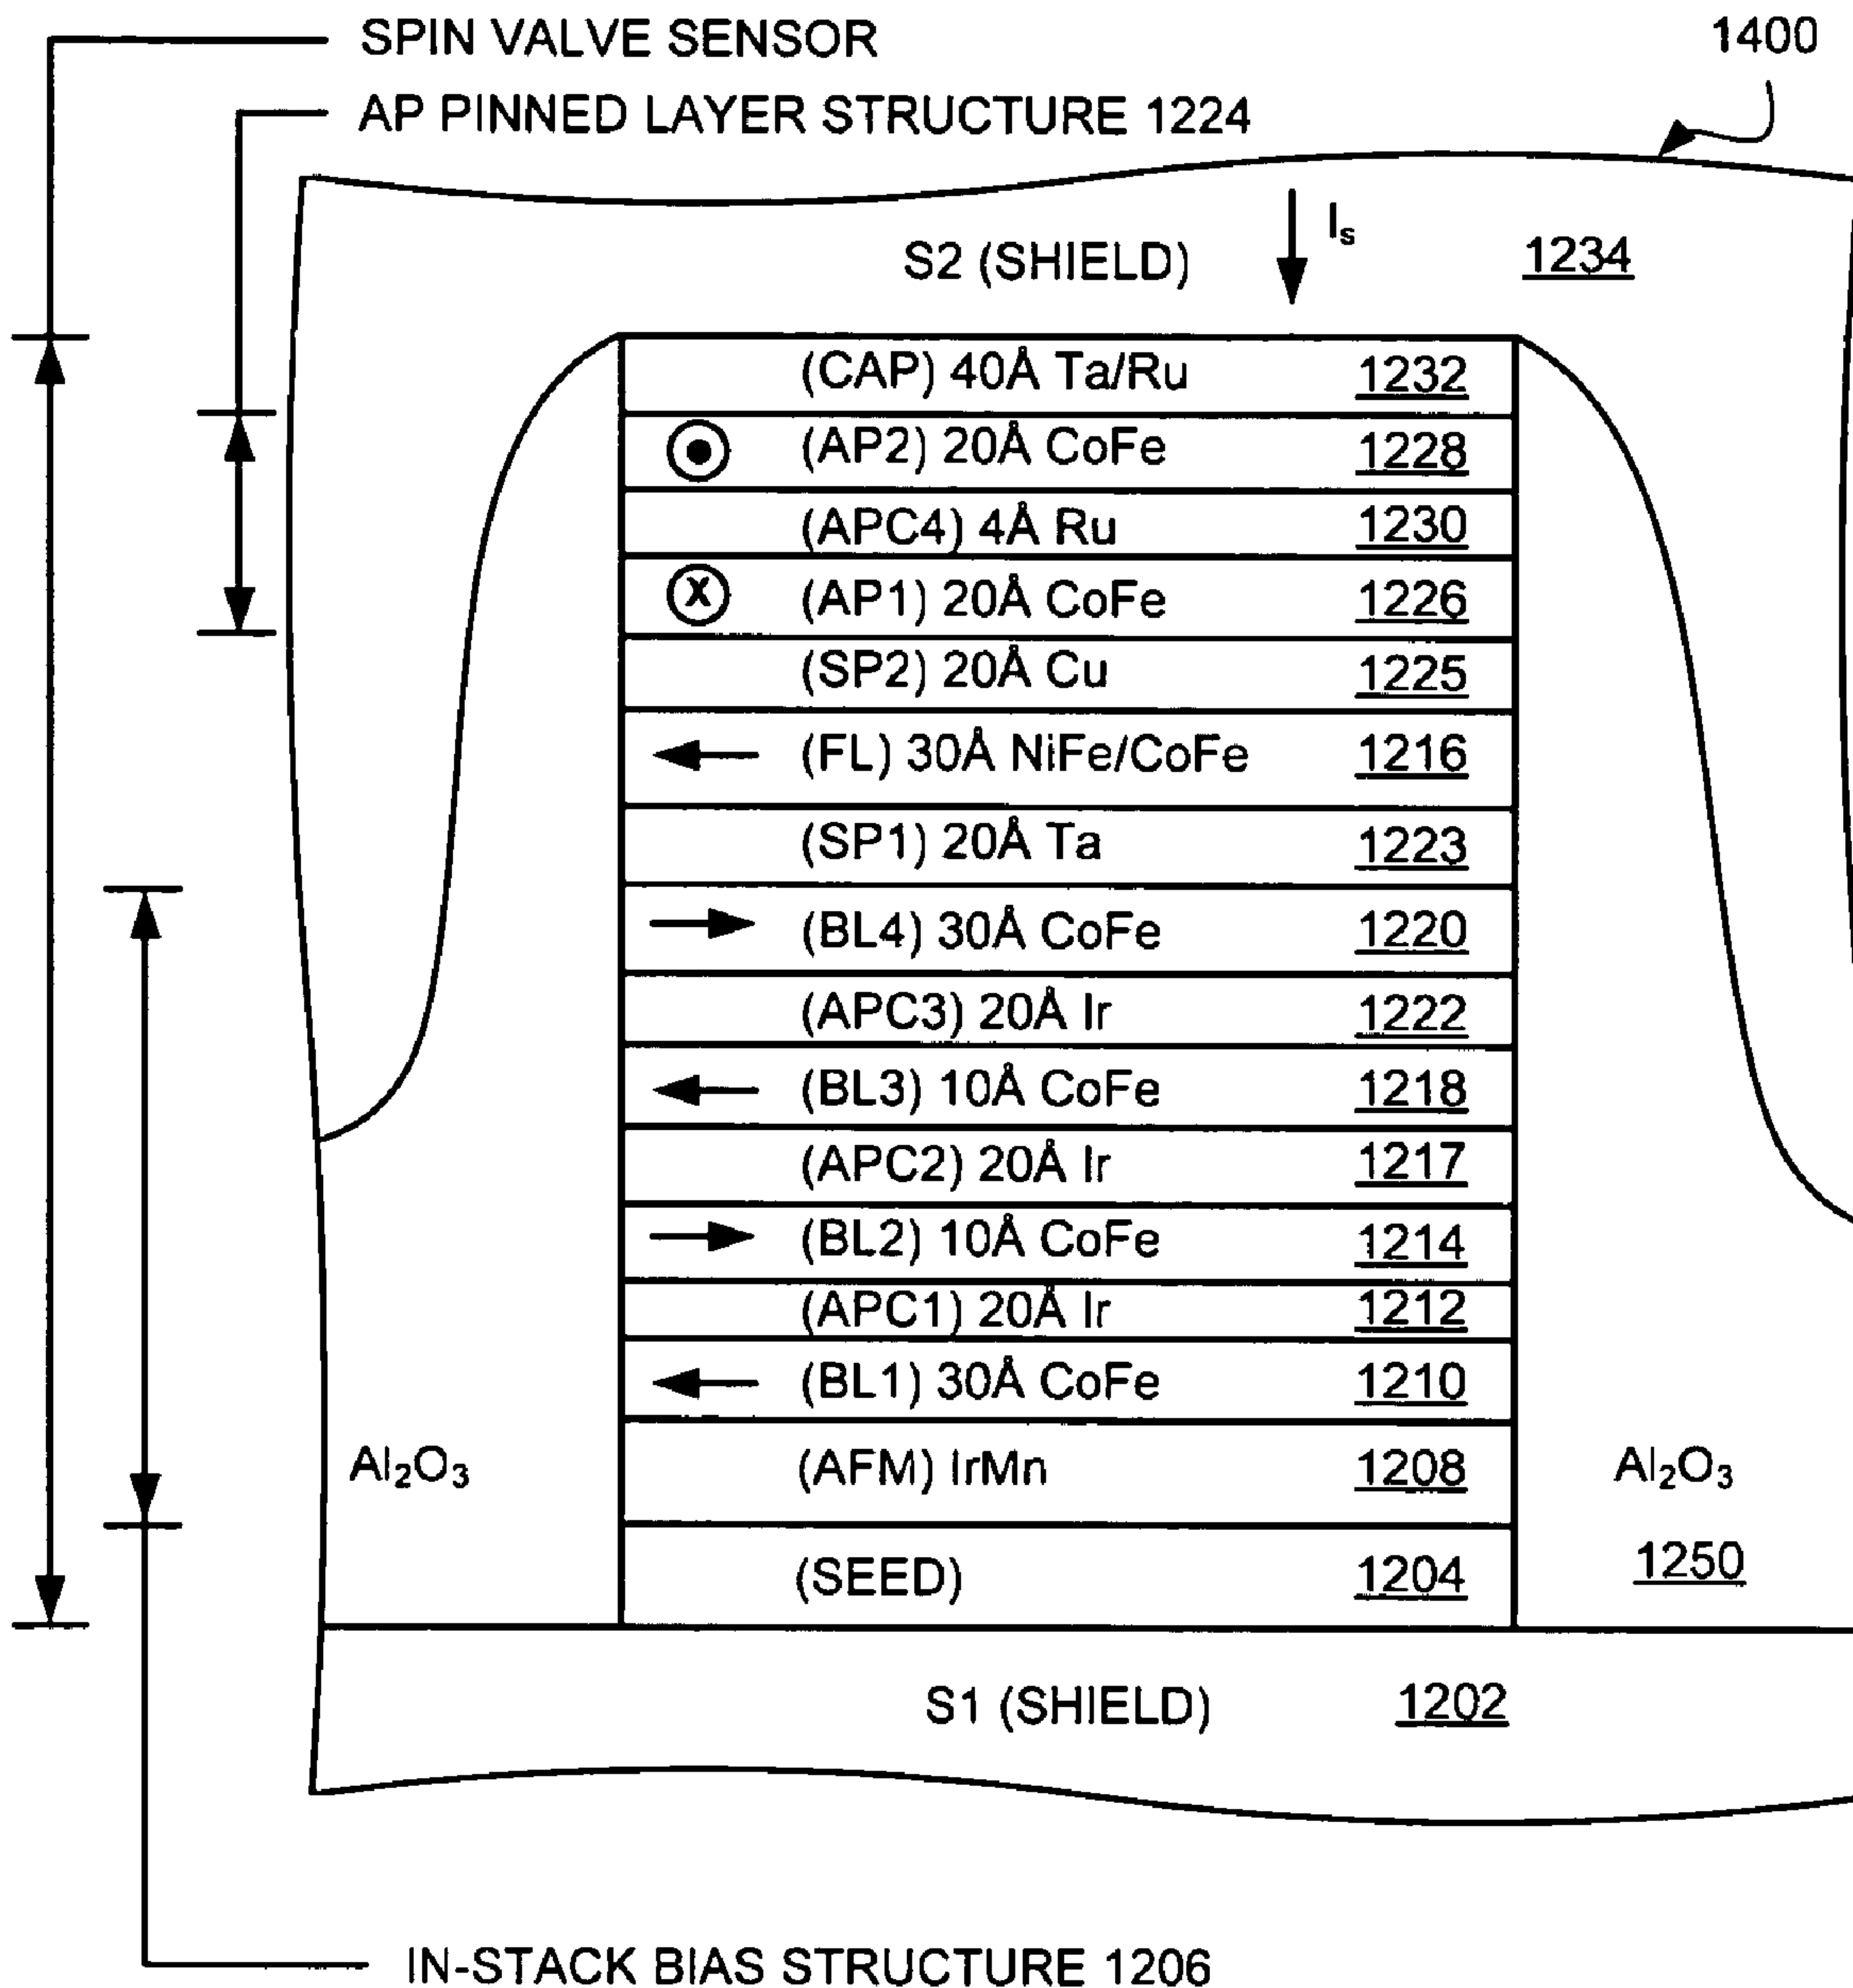 SPIN VALVE SENSOR
1400
AP PINNED LAYER STRUCTURE 1224
Is
S2 (SHIELD) 1234
(CAP) 40Å Ta/Ru 1232
(AP2) 20Å CoFe 1228
(APC4) 4Å Ru 1230
X (AP1) 20Å CoFe 1226
(SP2) 20Å Cu 1225
(FL) 30Å NiFe/CoFe 1216
(SP1) 20Å Ta 1223
(BL4) 30Å CoFe 1220
(APC3) 20Å Ir 1222
(BL3) 10Å CoFe 1218
(APC2) 20Å Ir 1217
(BL2) 10Å CoFe 1214
(APC1) 20Å Ir 1212
(BL1) 30Å CoFe 1210
Al₂O₃ (AFM) IrMn 1208 Al₂O₃
(SEED) 1204 1250
S1 (SHIELD) 1202
IN-STACK BIAS STRUCTURE 1206